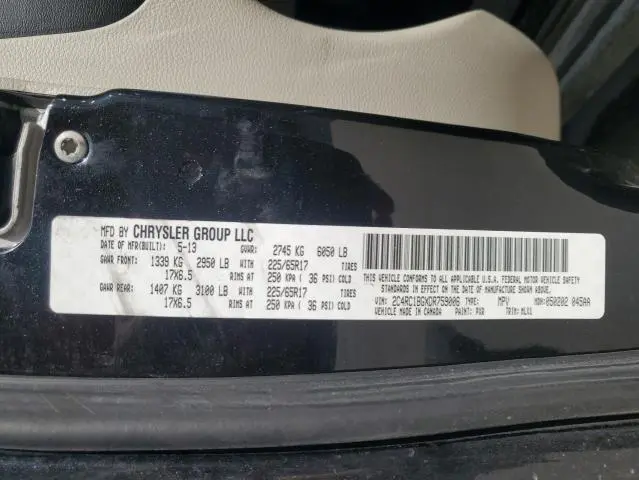 MFD BY CHRYSLER GROUP LLC
DATE OF MFR(BUILT): 5-13 GVWR: 2745 KG 6050 LB
GAWR FRONT: 1339 KG 2950 LB WITH 225/65R17 TIRES
17X6.5 RIMS AT 250 KPA ( 36 PSI) COLD
GAWR REAR: 1407 KG 3100 LB WITH 225/65R17 TIRES
17X6.5 RIMS AT 250 KPA ( 36 PSI) COLD
THIS VEHICLE CONFORMS TO ALL APPLICABLE U.S.A. FEDERAL MOTOR VEHICLE SAFETY
STANDARDS IN EFFECT ON THE DATE OF MANUFACTURE SHOWN ABOVE.
VIN: 2C4RC1BGXDR759006 TYPE: MPV MDH:050202 045AA
VEHICLE MADE IN CANADA PAINT: PXR TRIM: MLX1